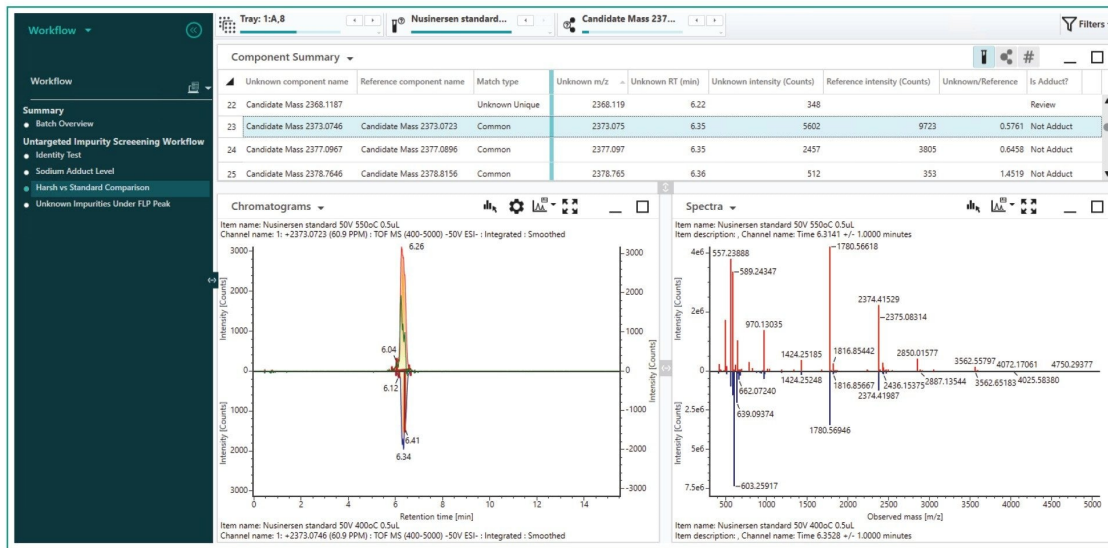 Workflow
Tray: 1:A,8
Nusinersen standard...
Candidate Mass 237...
Filters
Workflow
Summary
Batch Overview
Untargeted Impurity Screeening Workflow
Identity Test
Sodium Adduct Level
Harsh vs Standard Comparison
Unknown Impurities Under FLP Peak
Component Summary
#
Unknown component name Reference component name Match type Unknown m/z Unknown RT (min) Unknown intensity (Counts) Reference intensity (Counts) Unknown/Reference Is Adduct?
22 Candidate Mass 2368.1187 Unknown Unique 2368.119 6.22 348 Review
23 Candidate Mass 2373.0746 Candidate Mass 2373.0723 Common 2373.075 6.35 5602 9723 0.5761 Not Adduct
24 Candidate Mass 2377.0967 Candidate Mass 2377.0896 Common 2377.097 6.35 2457 3805 0.6458 Not Adduct
25 Candidate Mass 2378.7646 Candidate Mass 2378.8156 Common 2378.765 6.36 512 353 1.4519 Not Adduct
Chromatograms
Item name: Nusinersen standard 50V 550oC 0.5uL
Channel name: 1: +2373.0723 (60.9 PPM) : TOF MS (400-5000) -50V ESI- : Integrated : Smoothed
6.26
3000
3000
2000
2000
1000
1000
6.04
0
0
6.12
1000
-1000
6.41
2000
-2000
6.34
3000
-3000
Intensity [Counts]
Intensity [Counts]
Intensity [Counts]
0 2 4 6 8 10 12 14
Retention time [min]
Item name: Nusinersen standard 50V 400oC 0.5uL
Channel name: 1: +2373.0746 (60.9 PPM) : TOF MS (400-5000) -50V ESI- : Integrated : Smoothed
Spectra
Item name: Nusinersen standard 50V 550oC 0.5uL
Item description: , Channel name: Time 6.3141 +/- 1.0000 minutes
4e6
557.23888
1780.56618
589.24347
2374.41529
2375.08314
2e6
970.13035
1424.25185
1816.85442
2850.01577
3562.55797
4072.17061
4750.29377
0
662.07240
1424.25248
1816.85667
2436.15375
2887.13544
3562.65183
4025.58380
2374.41987
639.09374
2.5e6
1780.56946
5e6
603.25917
7.5e6
Intensity [Counts]
Intensity [Counts]
500 1000 1500 2000 2500 3000 3500 4000 4500 5000
Observed mass [m/z]
Item name: Nusinersen standard 50V 400oC 0.5uL
Item description: , Channel name: Time 6.3528 +/- 1.0000 minutes